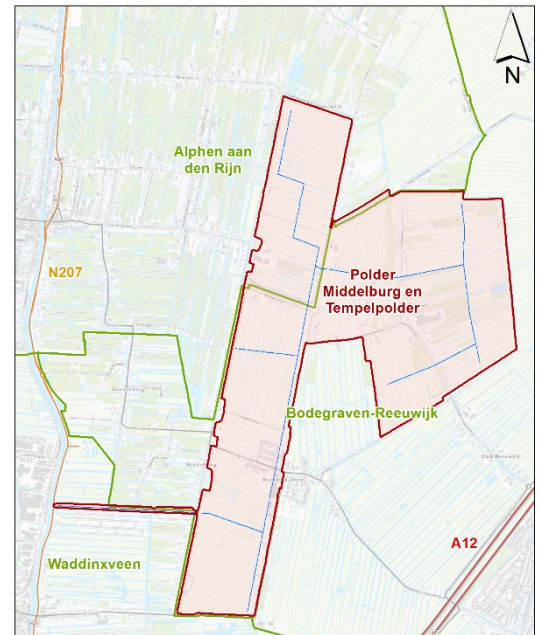 N
Alphen aan
den Rijn
N207
Polder
Middelburg en
Tempelpolder
Bodegraven-Reeuwijk
Waddinxveen
A12